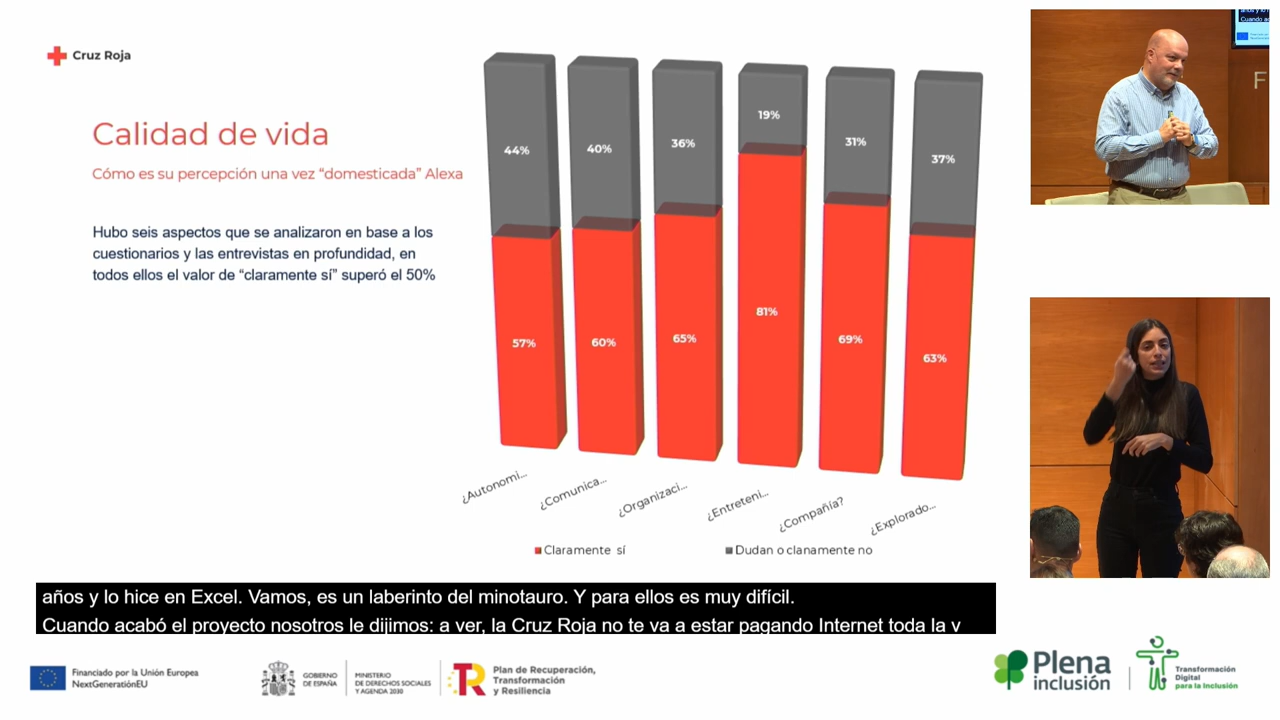 Cruz Roja
Calidad de vida
Cómo es su percepción una vez “domesticada” Alexa
Hubo seis aspectos que se analizaron en base a los
cuestionarios y las entrevistas en profundidad, en
todos ellos el valor de “claramente sí” superó el 50%
44%
40%
36%
19%
31%
37%
57%
60%
65%
81%
69%
63%
¿Autonomi...
¿Comunica...
¿Organizaci...
¿Entreteni...
¿Compañía?
¿Explorado...
Claramente sí
Dudan o clanamente no
años y lo hice en Excel. Vamos, es un laberinto del minotauro. Y para ellos es muy difícil.
Cuando acabó el proyecto nosotros le dijimos: a ver, la Cruz Roja no te va a estar pagando Internet toda la v
Financiado por la Unión Europea
NextGenerationEU
GOBIERNO
DE ESPAÑA
MINISTERIO
DE DERECHOS SOCIALES
Y AGENDA 2030
Plan de Recuperación,
Transformación
y Resiliencia
Plena
inclusión
Transformación
Digital
para la Inclusión
F